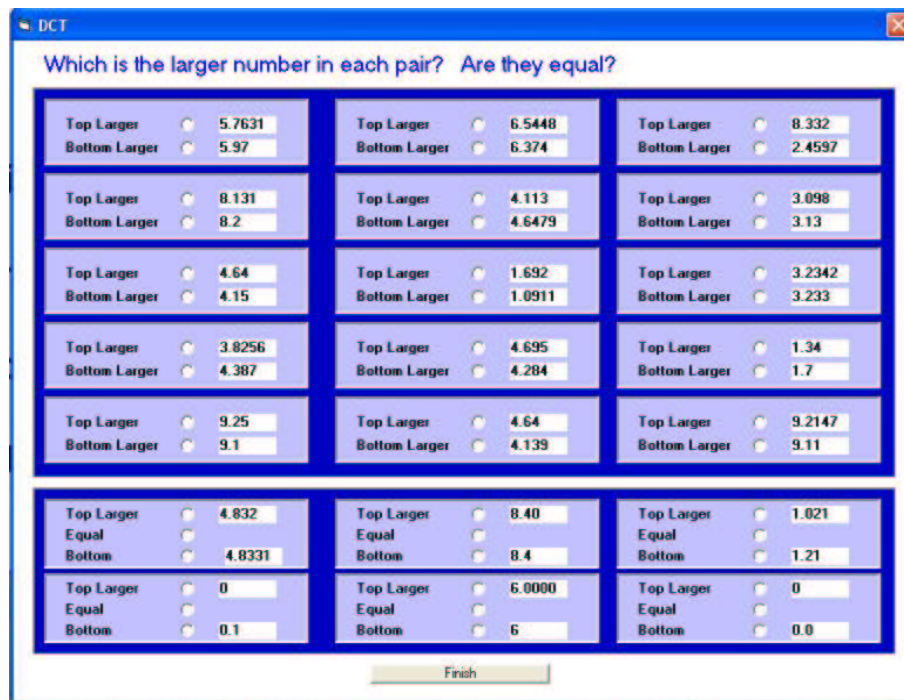 DCT
Which is the larger number in each pair? Are they equal?
Top Larger 5.7631 Top Larger 6.5448 Top Larger 8.332
Bottom Larger 5.97 Bottom Larger 6.374 Bottom Larger 2.4597
Top Larger 8.131 Top Larger 4.113 Top Larger 3.098
Bottom Larger 8.2 Bottom Larger 4.6479 Bottom Larger 3.13
Top Larger 4.64 Top Larger 1.692 Top Larger 3.2342
Bottom Larger 4.15 Bottom Larger 1.0911 Bottom Larger 3.233
Top Larger 3.8256 Top Larger 4.695 Top Larger 1.34
Bottom Larger 4.387 Bottom Larger 4.284 Bottom Larger 1.7
Top Larger 9.25 Top Larger 4.64 Top Larger 9.2147
Bottom Larger 9.1 Bottom Larger 4.139 Bottom Larger 9.11
Top Larger 4.832 Top Larger 8.40 Top Larger 1.021
Equal Equal Equal
Bottom 4.8331 Bottom 8.4 Bottom 1.21
Top Larger 0 Top Larger 6.0000 Top Larger 0
Equal Equal Equal
Bottom 0.1 Bottom 6 Bottom 0.0
Finish